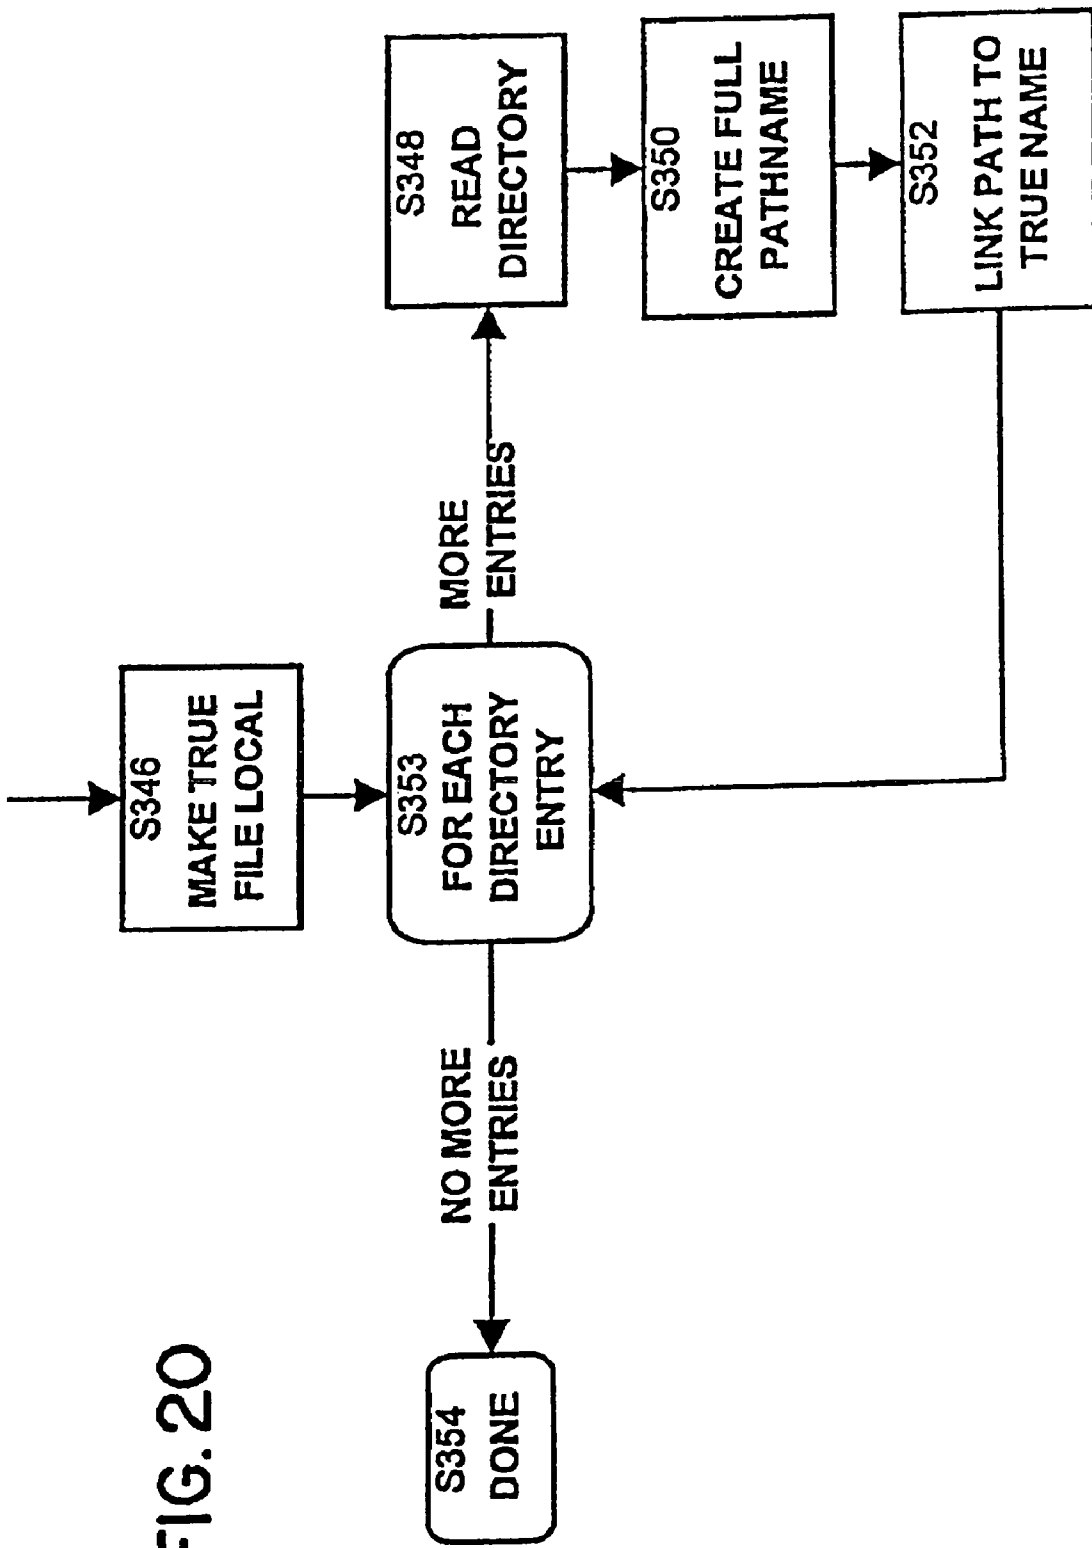 FIG. 20
S346
MAKE TRUE
FILE LOCAL
S353
FOR EACH
DIRECTORY
ENTRY
MORE
ENTRIES
S348
READ
DIRECTORY
S350
CREATE FULL
PATHNAME
S352
LINK PATH TO
TRUE NAME
NO MORE
ENTRIES
S354
DONE